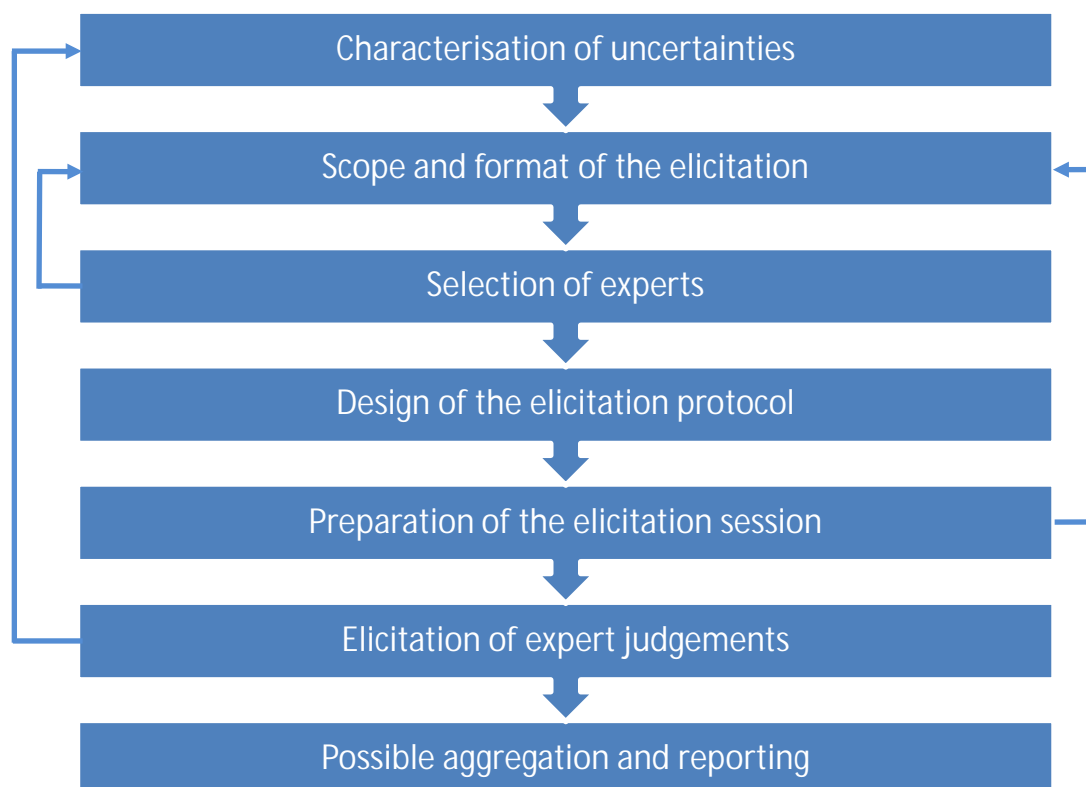 Characterisation of uncertainties
Scope and format of the elicitation
Selection of experts
Design of the elicitation protocol
Preparation of the elicitation session
Elicitation of expert judgements
Possible aggregation and reporting